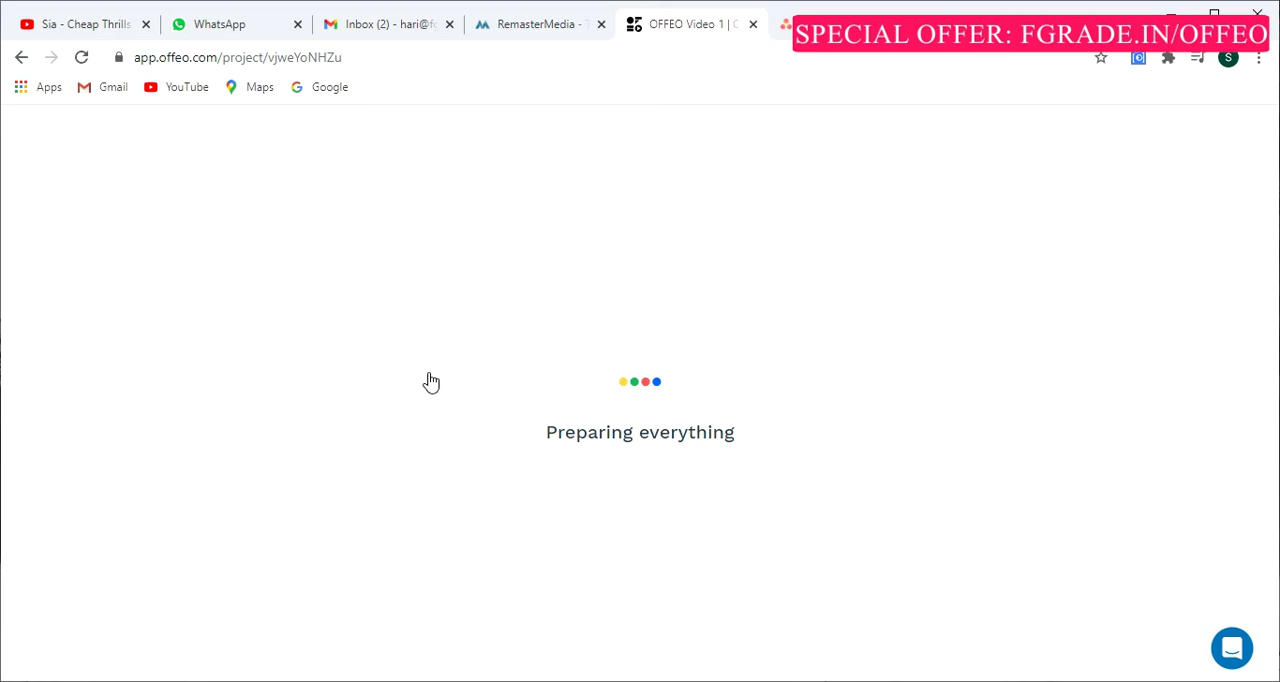 Sia - Cheap Thrills
WhatsApp
Inbox (2) - hari@fg
RemasterMedia - T
OFFEO Video 1 | O
SPECIAL OFFER: FGRADE.IN/OFFEO
app.offeo.com/project/vjweYoNHZu
S
Apps
Gmail
YouTube
Maps
Google
Preparing everything